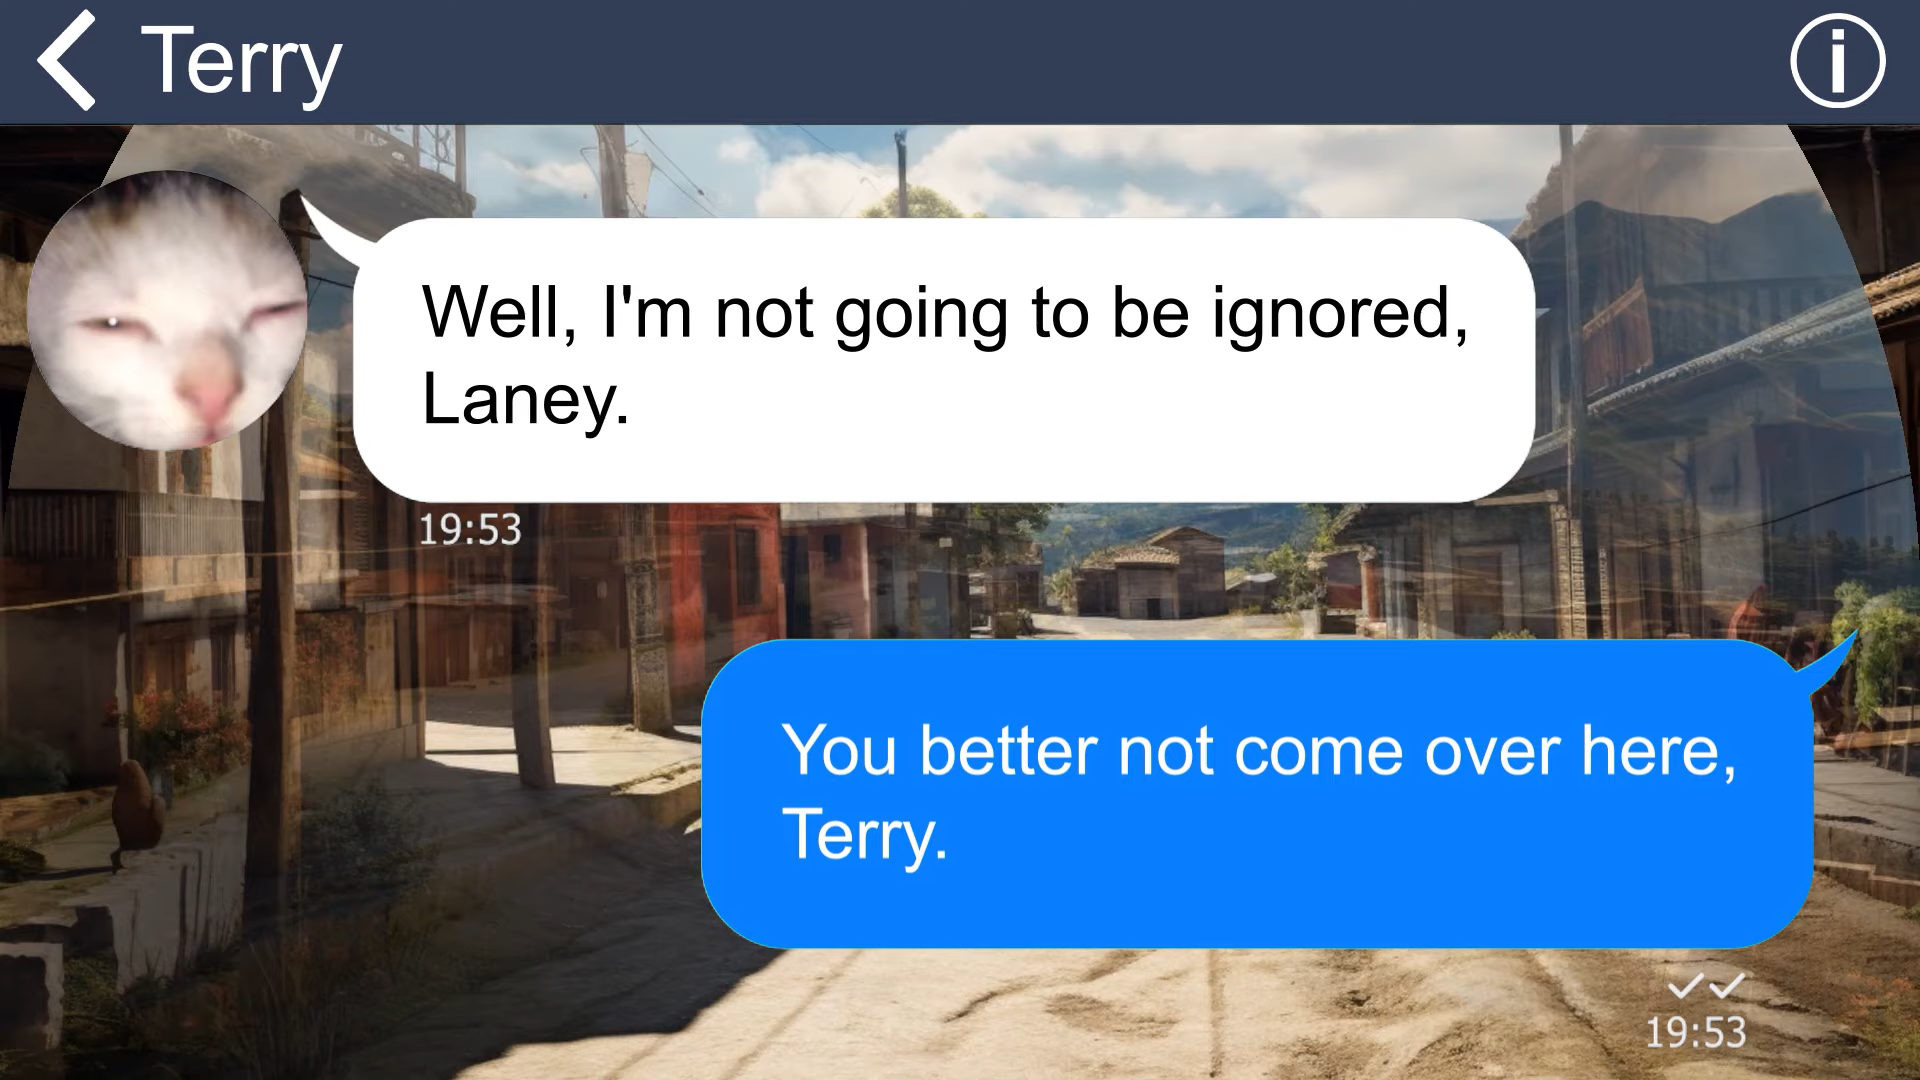 Terry
Well, I'm not going to be ignored,
Laney.
19:53
You better not come over here,
Terry.
19:53